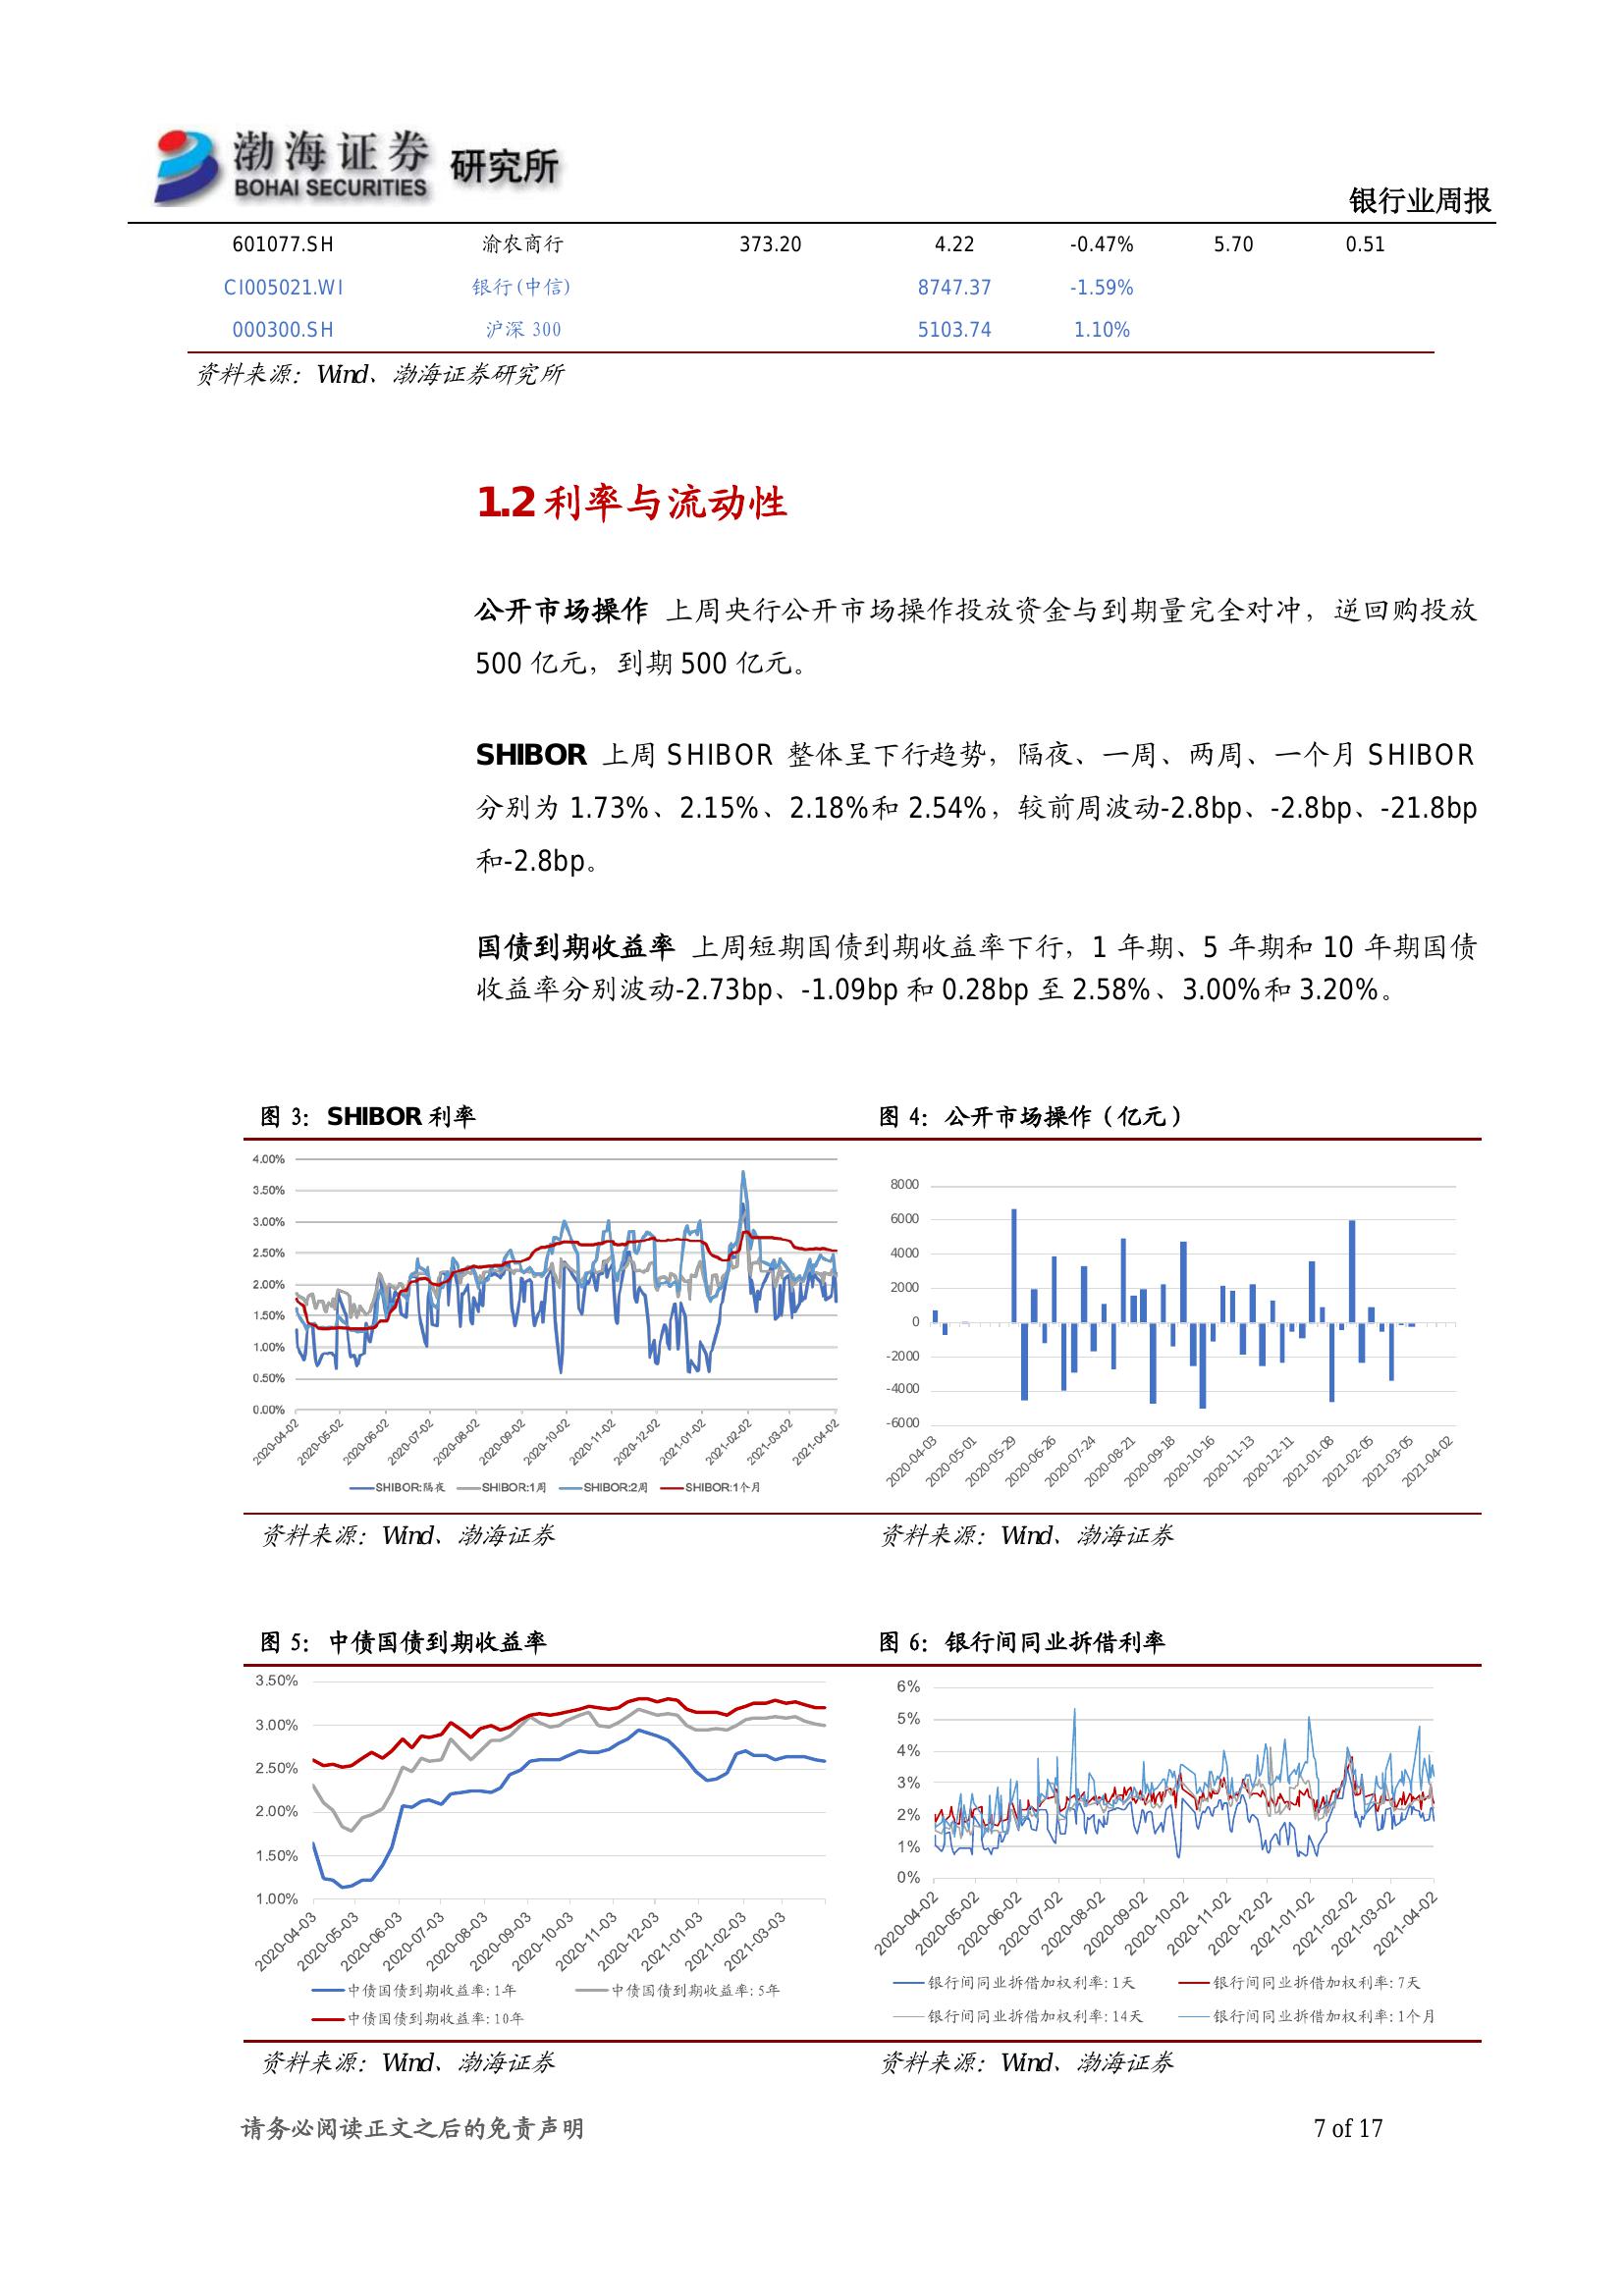 渤海证券 研究所
BOHAI SECURITIES
银行业周报
601077.SH 渝农商行 373.20 4.22 -0.47% 5.70 0.51
CI005021.WI 银行(中信) 8747.37 -1.59%
000300.SH 沪深 300 5103.74 1.10%
资料来源：Wind、渤海证券研究所
1.2 利率与流动性
公开市场操作 上周央行公开市场操作投放资金与到期量完全对冲，逆回购投放
500 亿元，到期 500 亿元。
SHIBOR 上周 SHIBOR 整体呈下行趋势，隔夜、一周、两周、一个月 SHIBOR
分别为 1.73%、2.15%、2.18%和 2.54%，较前周波动-2.8bp、-2.8bp、-21.8bp
和-2.8bp。
国债到期收益率 上周短期国债到期收益率下行，1 年期、5 年期和 10 年期国债
收益率分别波动-2.73bp、-1.09bp 和 0.28bp 至 2.58%、3.00%和 3.20%。
图 3：SHIBOR 利率
4.00%
3.50%
3.00%
2.50%
2.00%
1.50%
1.00%
0.50%
0.00%
2020-04-02 2020-05-02 2020-06-02 2020-07-02 2020-08-02 2020-09-02 2020-10-02 2020-11-02 2020-12-02 2021-01-02 2021-02-02 2021-03-02 2021-04-02
SHIBOR:隔夜 SHIBOR:1周 SHIBOR:2周 SHIBOR:1个月
资料来源：Wind、渤海证券
图 4：公开市场操作（亿元）
8000
6000
4000
2000
0
-2000
-4000
-6000
2020-04-03 2020-05-01 2020-05-29 2020-06-26 2020-07-24 2020-08-21 2020-09-18 2020-10-16 2020-11-13 2020-12-11 2021-01-08 2021-02-05 2021-03-05 2021-04-02
资料来源：Wind、渤海证券
图 5：中债国债到期收益率
3.50%
3.00%
2.50%
2.00%
1.50%
1.00%
2020-04-03 2020-05-03 2020-06-03 2020-07-03 2020-08-03 2020-09-03 2020-10-03 2020-11-03 2020-12-03 2021-01-03 2021-02-03 2021-03-03
中债国债到期收益率:1年 中债国债到期收益率:5年
中债国债到期收益率:10年
资料来源：Wind、渤海证券
图 6：银行间同业拆借利率
6%
5%
4%
3%
2%
1%
0%
2020-04-02 2020-05-02 2020-06-02 2020-07-02 2020-08-02 2020-09-02 2020-10-02 2020-11-02 2020-12-02 2021-01-02 2021-02-02 2021-03-02 2021-04-02
银行间同业拆借加权利率:1天 银行间同业拆借加权利率:7天
银行间同业拆借加权利率:14天 银行间同业拆借加权利率:1个月
资料来源：Wind、渤海证券
请务必阅读正文之后的免责声明 7 of 17